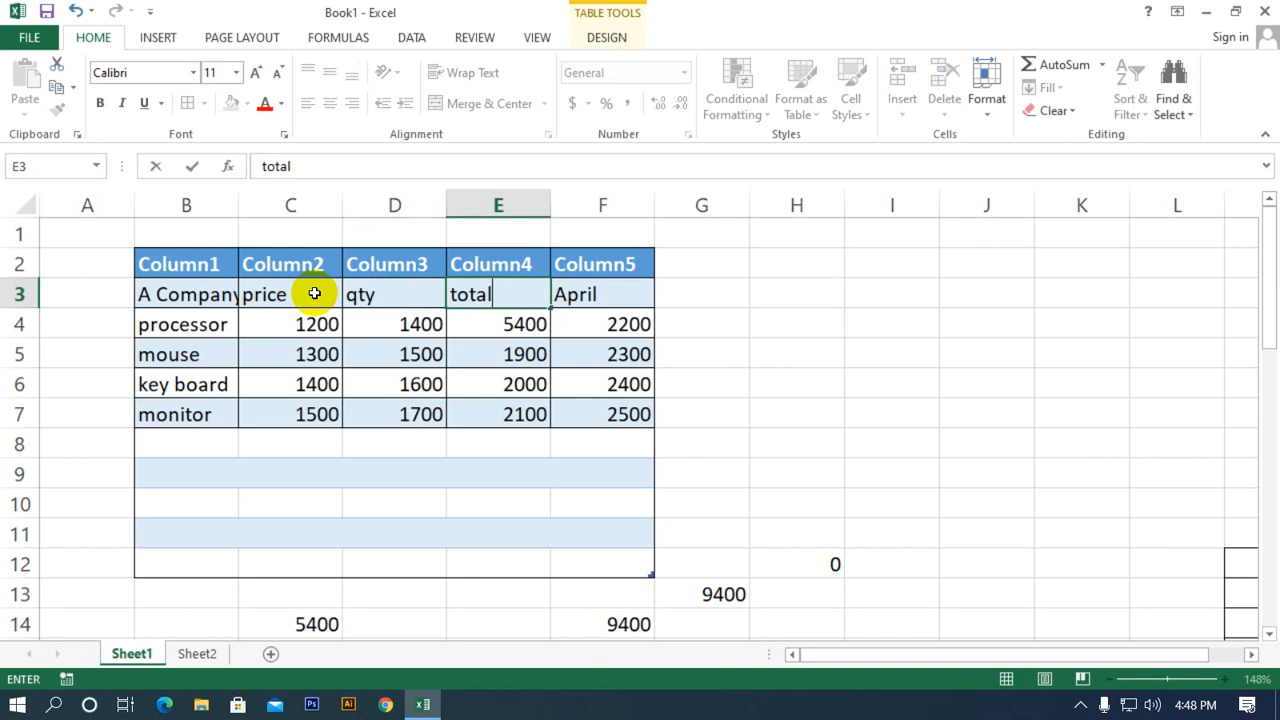 Book1 - Excel
TABLE TOOLS
?
FILE
HOME
INSERT
PAGE LAYOUT
FORMULAS
DATA
REVIEW
VIEW
DESIGN
Sign in
Paste
Calibri
11
B I U
A
Wrap Text
Merge & Center
General
$ % ,
Conditional Formatting
Format as Table
Cell Styles
Insert
Delete
Format
AutoSum
Fill
Clear
Sort & Filter
Find & Select
Clipboard
Font
Alignment
Number
Styles
Cells
Editing
E3
fx
total
A B C D E F G H I J K L
1
2 Column1 Column2 Column3 Column4 Column5
3 A Company price qty total April
4 processor 1200 1400 5400 2200
5 mouse 1300 1500 1900 2300
6 key board 1400 1600 2000 2400
7 monitor 1500 1700 2100 2500
8
9
10
11
12 0
13 9400
14 5400 9400
Sheet1
Sheet2
ENTER
148%
Ps
Ai
4:48 PM